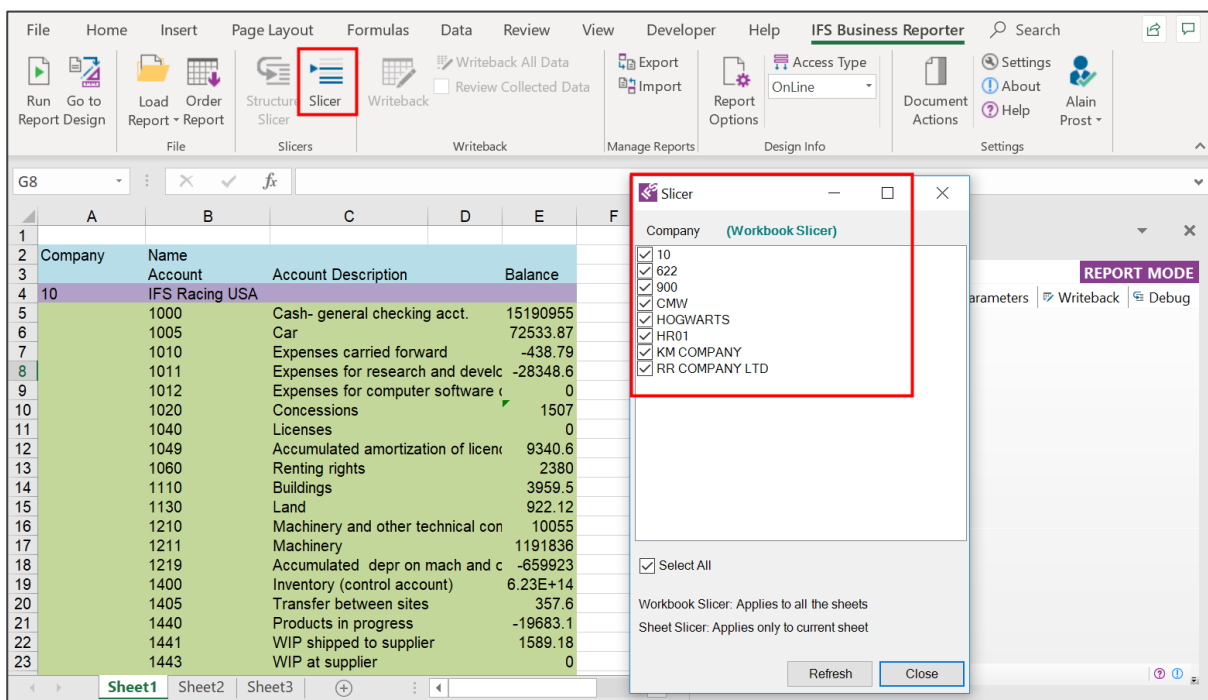 File Home Insert Page Layout Formulas Data Review View Developer Help IFS Business Reporter Search
Run Report
Go to Design
Load Report
Order Report
File
Structure Slicer
Slicer
Slicers
Writeback
Writeback All Data
Review Collected Data
Writeback
Export
Import
Manage Reports
Report Options
Access Type
OnLine
Design Info
Document Actions
Settings
About
Help
Alain Prost
Settings
G8 fx
A B C D E F
1
2 Company Name
3 Account Account Description Balance
4 10 IFS Racing USA
5 1000 Cash- general checking acct. 15190955
6 1005 Car 72533.87
7 1010 Expenses carried forward -438.79
8 1011 Expenses for research and develc -28348.6
9 1012 Expenses for computer software 0
10 1020 Concessions 1507
11 1040 Licenses 0
12 1049 Accumulated amortization of licenc 9340.6
13 1060 Renting rights 2380
14 1110 Buildings 3959.5
15 1130 Land 922.12
16 1210 Machinery and other technical con 10055
17 1211 Machinery 1191836
18 1219 Accumulated depr on mach and c -659923
19 1400 Inventory (control account) 6.23E+14
20 1405 Transfer between sites 357.6
21 1440 Products in progress -19683.1
22 1441 WIP shipped to supplier 1589.18
23 1443 WIP at supplier 0
Sheet1 Sheet2 Sheet3
Slicer
Company (Workbook Slicer)
10
622
900
CMW
HOGWARTS
HR01
KM COMPANY
RR COMPANY LTD
Select All
Workbook Slicer: Applies to all the sheets
Sheet Slicer: Applies only to current sheet
Refresh Close
REPORT MODE
arameters Writeback Debug